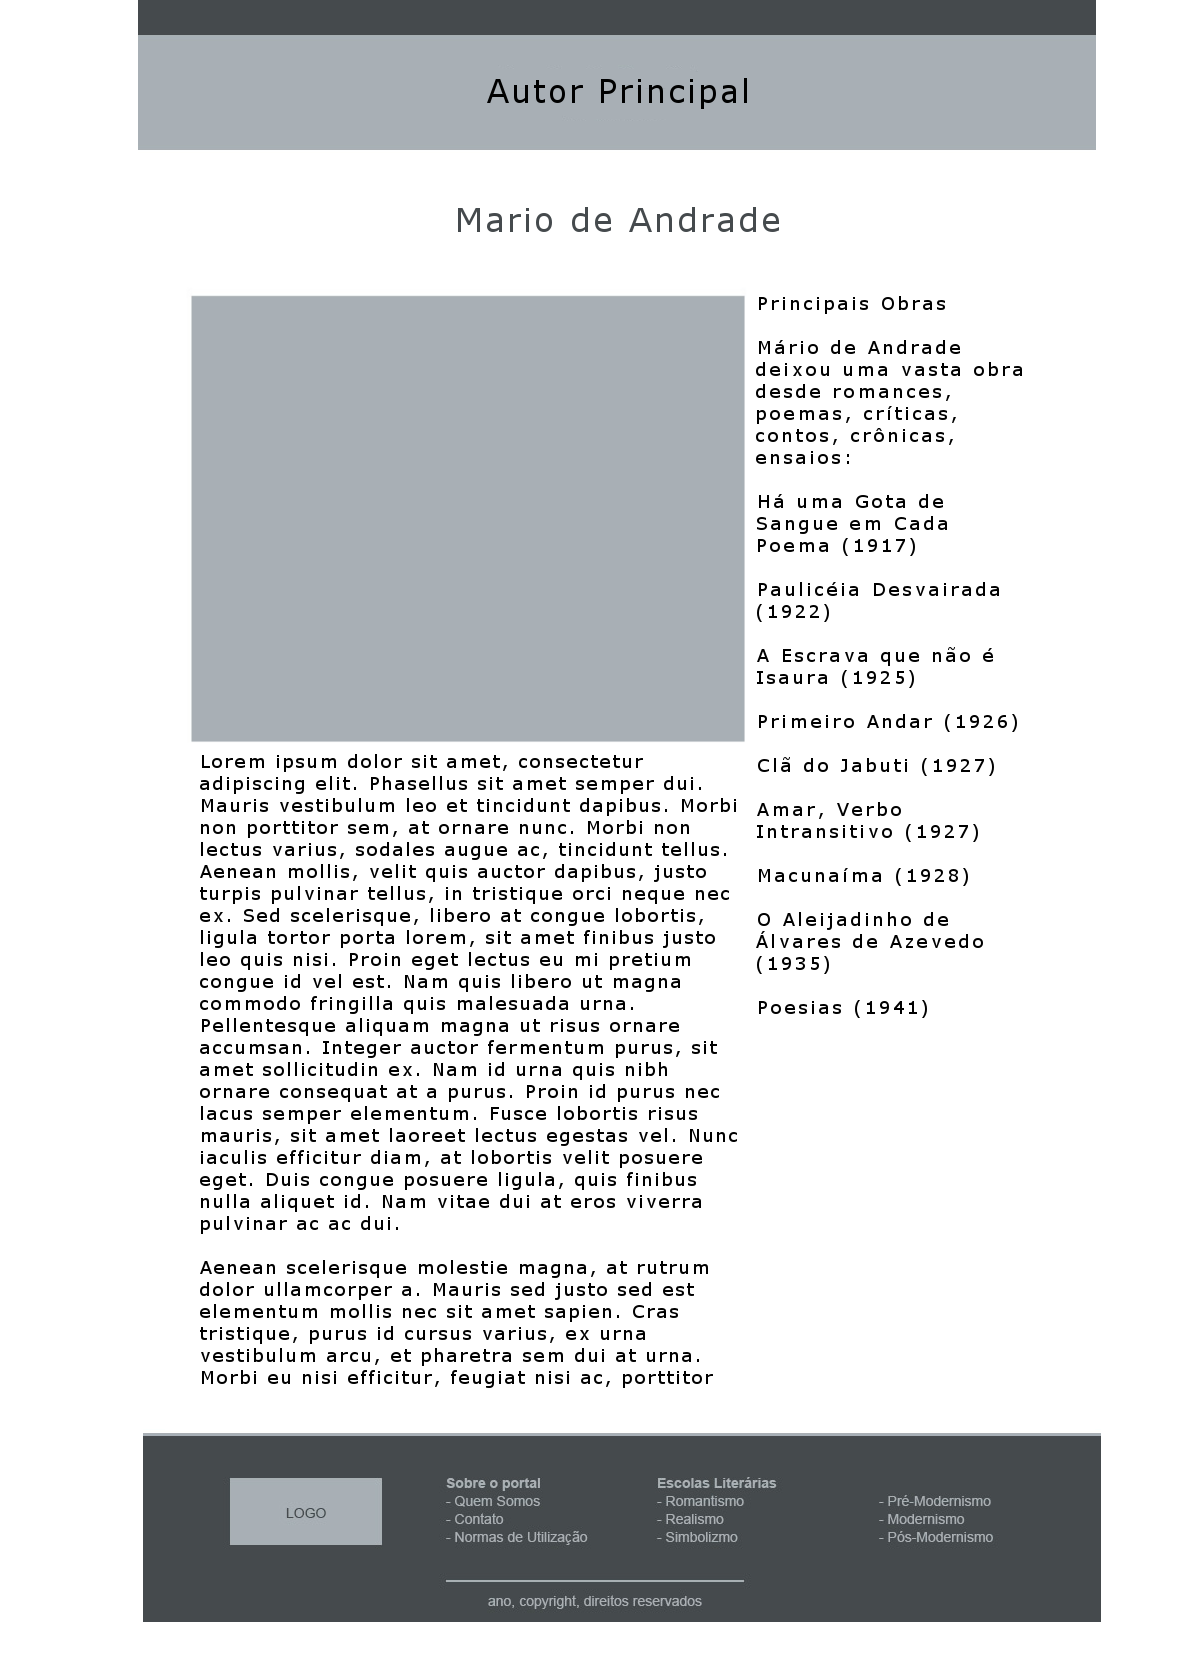 Autor Principal
Mario de Andrade
Lorem ipsum dolor sit amet, consectetur
adipiscing elit. Phasellus sit amet semper dui.
Mauris vestibulum leo et tincidunt dapibus. Morbi
non porttitor sem, at ornare nunc. Morbi non
lectus varius, sodales augue ac, tincidunt tellus.
Aenean mollis, velit quis auctor dapibus, justo
turpis pulvinar tellus, in tristique orci neque nec
ex. Sed scelerisque, libero at congue lobortis,
ligula tortor porta lorem, sit amet finibus justo
leo quis nisi. Proin eget lectus eu mi pretium
congue id vel est. Nam quis libero ut magna
commodo fringilla quis malesuada urna.
Pellentesque aliquam magna ut risus ornare
accumsan. Integer auctor fermentum purus, sit
amet sollicitudin ex. Nam id urna quis nibh
ornare consequat at a purus. Proin id purus nec
lacus semper elementum. Fusce lobortis risus
mauris, sit amet laoreet lectus egestas vel. Nunc
iaculis efficitur diam, at lobortis velit posuere
eget. Duis congue posuere ligula, quis finibus
nulla aliquet id. Nam vitae dui at eros viverra
pulvinar ac ac dui.
Aenean scelerisque molestie magna, at rutrum
dolor ullamcorper a. Mauris sed justo sed est
elementum mollis nec sit amet sapien. Cras
tristique, purus id cursus varius, ex urna
vestibulum arcu, et pharetra sem dui at urna.
Morbi eu nisi efficitur, feugiat nisi ac, porttitor
Principais Obras
Mário de Andrade
deixou uma vasta obra
desde romances,
poemas, críticas,
contos, crônicas,
ensaios:
Há uma Gota de
Sangue em Cada
Poema (1917)
Paulicéia Desvairada
(1922)
A Escrava que não é
Isaura (1925)
Primeiro Andar (1926)
Clã do Jabuti (1927)
Amar, Verbo
Intransitivo (1927)
Macunaíma (1928)
O Aleijadinho de
Álvares de Azevedo
(1935)
Poesias (1941)
LOGO
Sobre o portal
- Quem Somos
- Contato
- Normas de Utilização
Escolas Literárias
- Romantismo
- Realismo
- Simbolizmo
- Pré-Modernismo
- Modernismo
- Pós-Modernismo
ano, copyright, direitos reservados